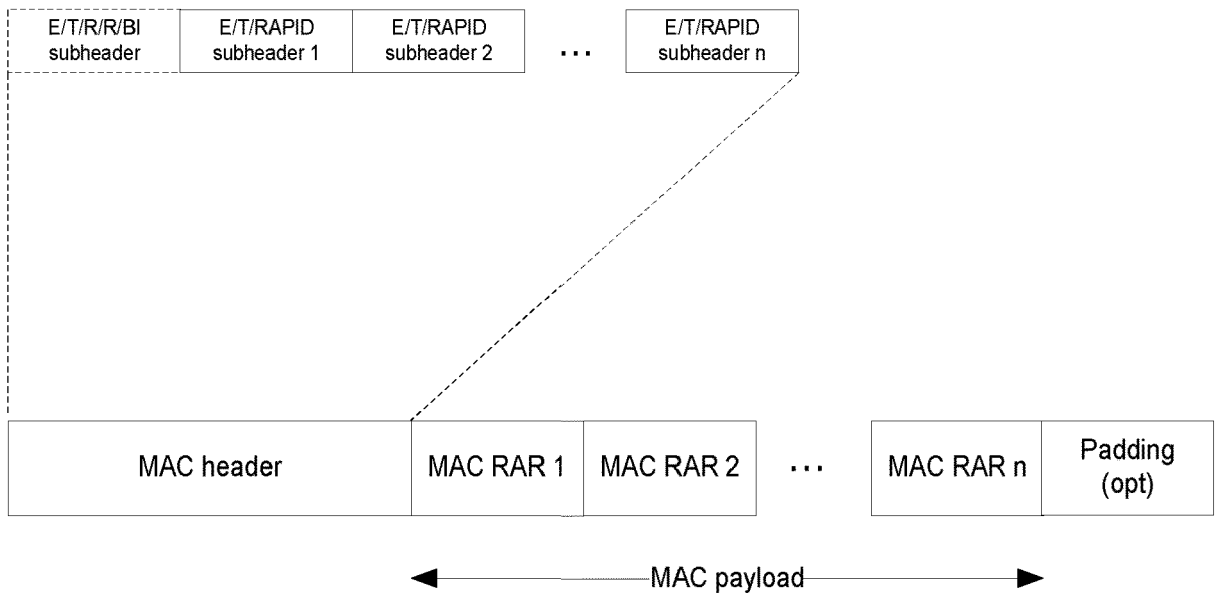 E/T/R/R/BI
subheader
E/T/RAPID
subheader 1
E/T/RAPID
subheader 2
...
E/T/RAPID
subheader n
MAC header
MAC RAR 1
MAC RAR 2
...
MAC RAR n
Padding
(opt)
MAC payload